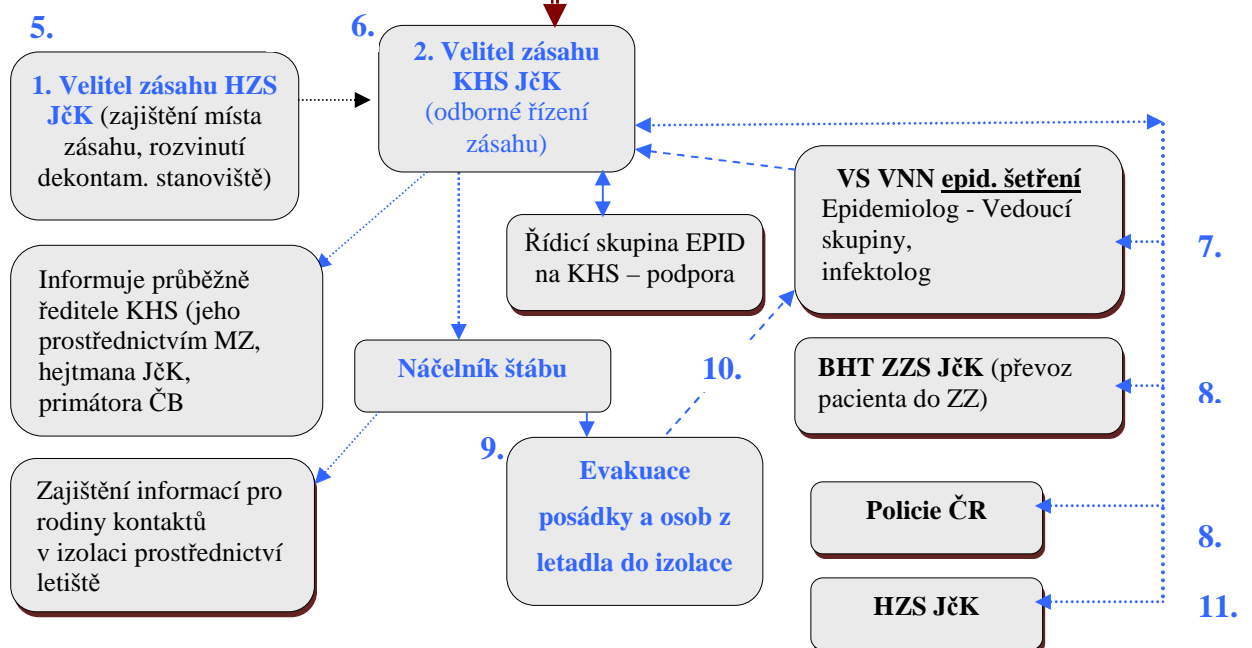 5.
1. Velitel zásahu HZS
JčK (zajištění místa
zásahu, rozvinutí
dekontam. stanoviště)
6.
2. Velitel zásahu
KHS JčK
(odborné řízení
zásahu)
VS VNN epid. šetření
Epidemiolog - Vedoucí
skupiny,
infektolog
7.
Řídicí skupina EPID
na KHS – podpora
Informuje průběžně
ředitele KHS (jeho
prostřednictvím MZ,
hejtmana JčK,
primátora ČB
Náčelník štábu
10.
BHT ZZS JčK (převoz
pacienta do ZZ)
8.
9.
Evakuace
posádky a osob z
letadla do izolace
Zajištění informací pro
rodiny kontaktů
v izolaci prostřednictví
letiště
Policie ČR
8.
HZS JčK
11.